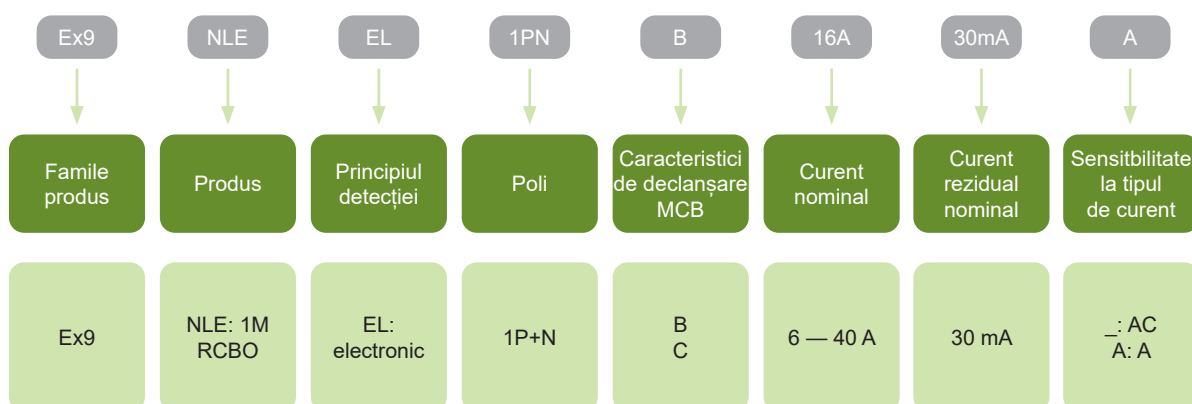 Ex9 NLE EL 1PN B 16A 30mA A
Famile
produs
Produs
Principiul
detecției
Poli
Caracteristici
de declanșare
MCB
Curent
nominal
Curent
rezidual
nominal
Sensitbilitate
la tipul
de curent
Ex9
NLE: 1M
RCBO
EL:
electronic
1P+N
B
C
6 — 40 A
30 mA
_: AC
A: A